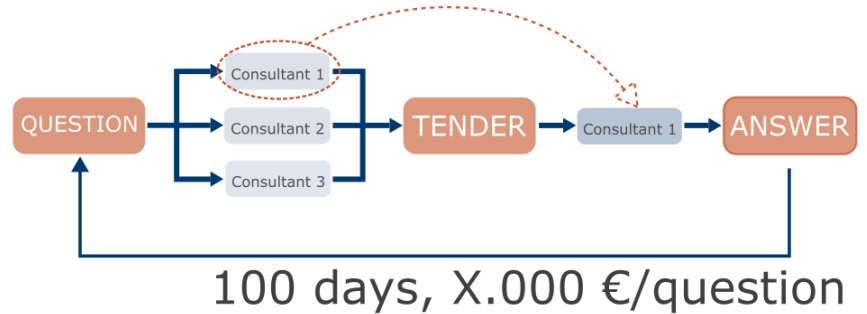 QUESTION
Consultant 1
Consultant 2
Consultant 3
TENDER
Consultant 1
ANSWER
100 days, X.000 €/question